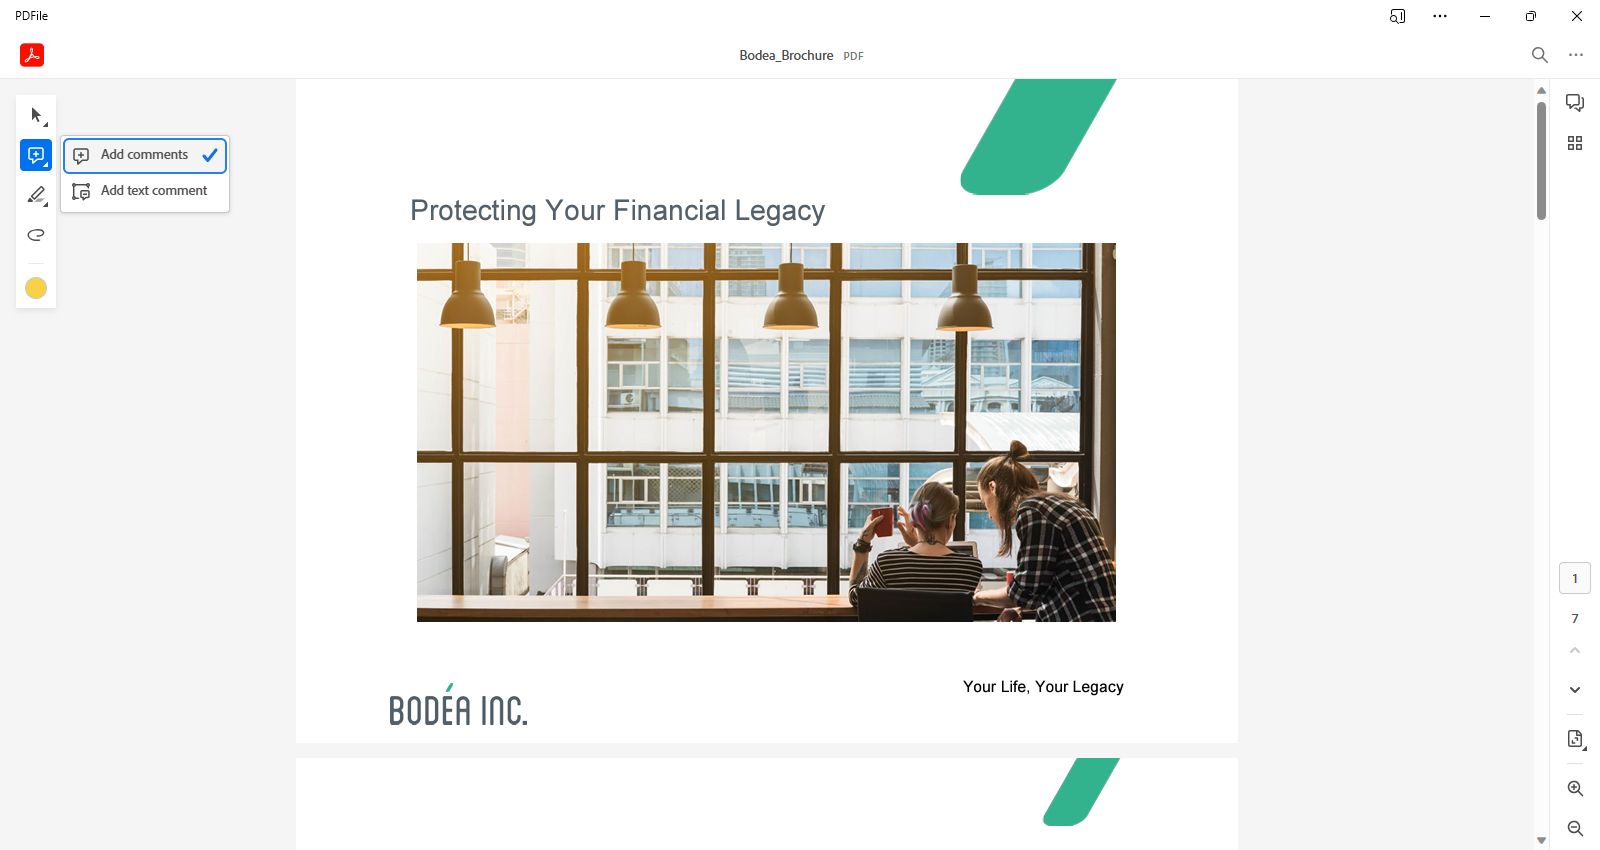 PDFile
Bodea_Brochure PDF
Add comments
Add text comment
Protecting Your Financial Legacy
BODÉA INC.
Your Life, Your Legacy
1
7